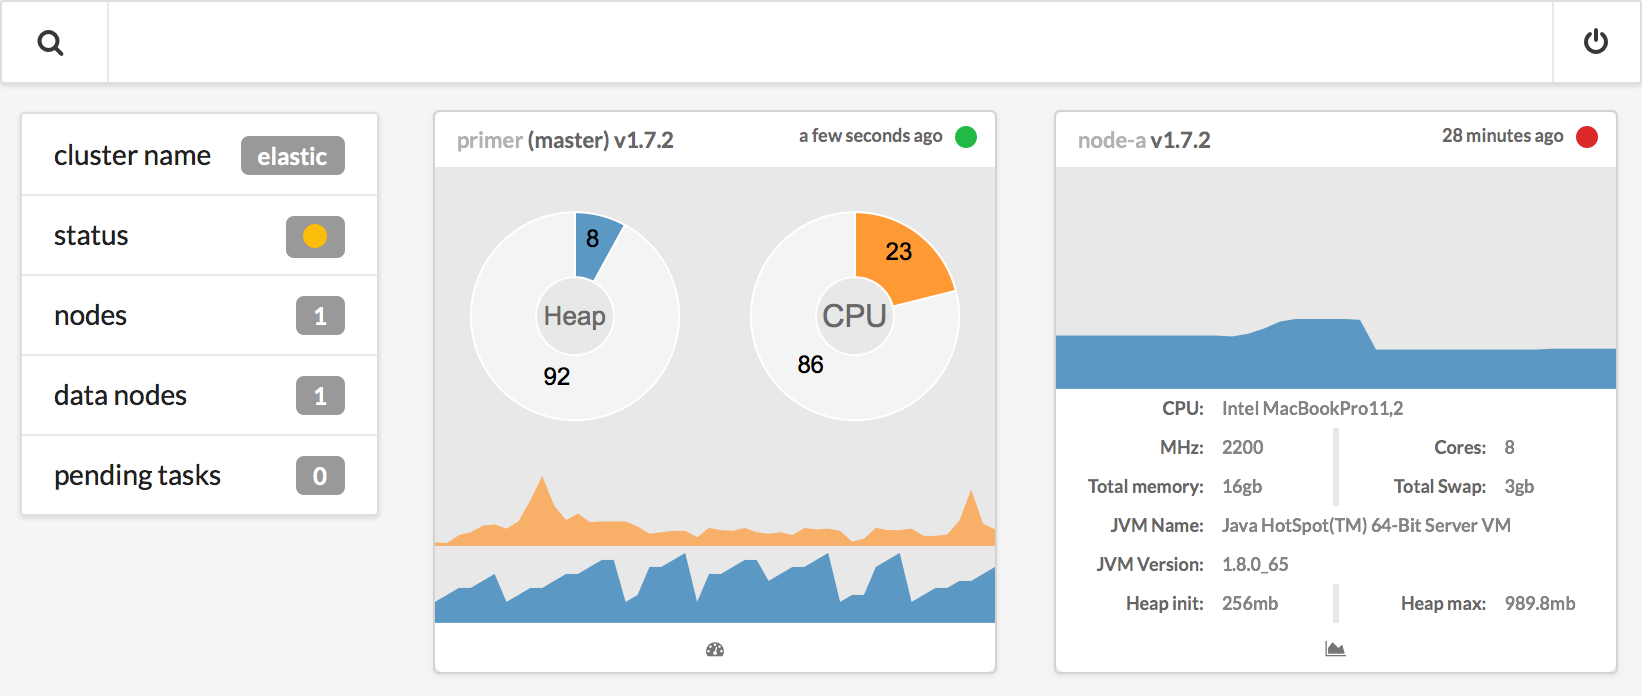 cluster name elastic
status
nodes 1
data nodes 1
pending tasks 0
primer (master) v1.7.2 a few seconds ago
8
Heap
92
23
CPU
86
node-a v1.7.2 28 minutes ago
CPU: Intel MacBookPro11,2
MHz: 2200 Cores: 8
Total memory: 16gb Total Swap: 3gb
JVM Name: Java HotSpot(TM) 64-Bit Server VM
JVM Version: 1.8.0_65
Heap init: 256mb Heap max: 989.8mb